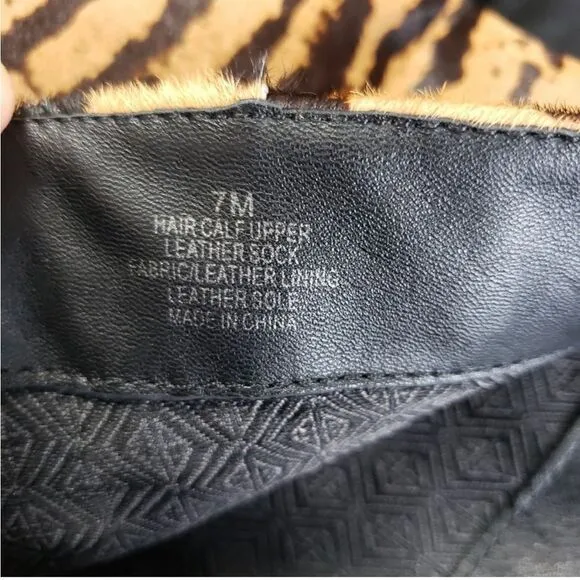 7M
HAIR CALF UPPER
LEATHER SOCK
FABRIC/LEATHER LINING
LEATHER SOLE
MADE IN CHINA